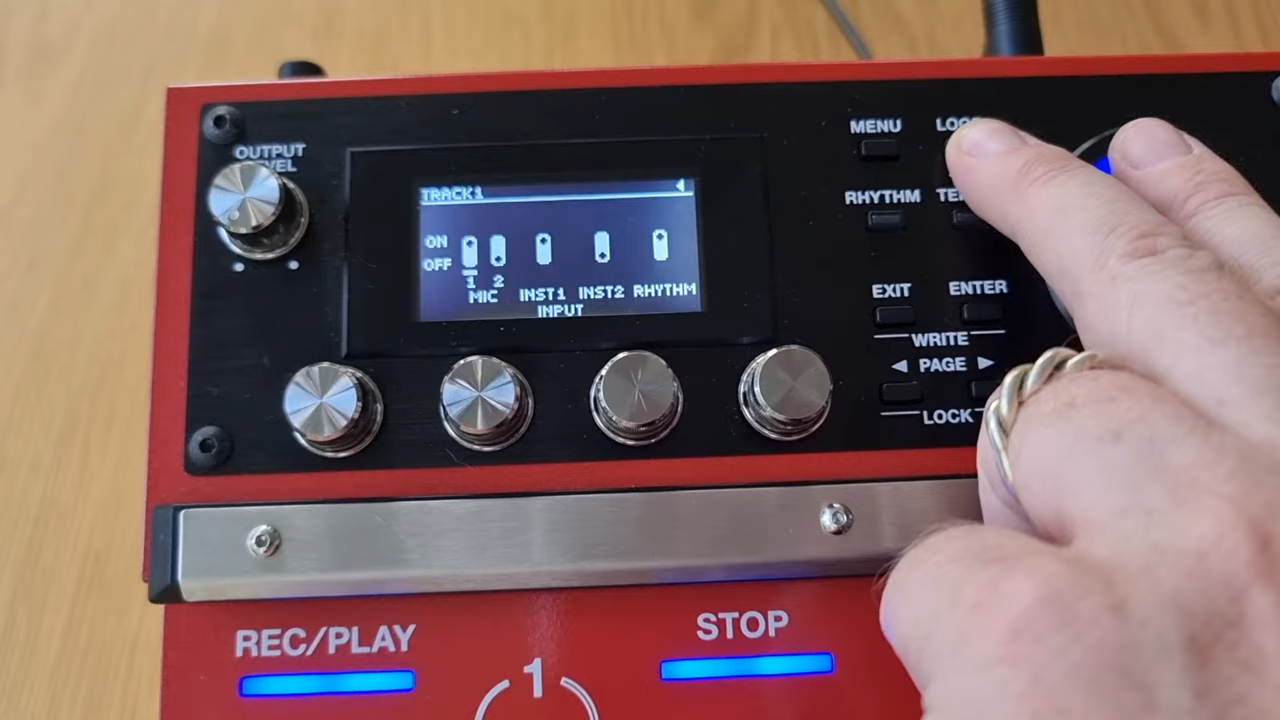 OUTPUT
MENU
RHYTHM
TRACK1
ON
OFF
1 2
MIC INST1 INST2 RHYTHM
INPUT
EXIT ENTER
WRITE
PAGE
LOCK
REC/PLAY
STOP
1